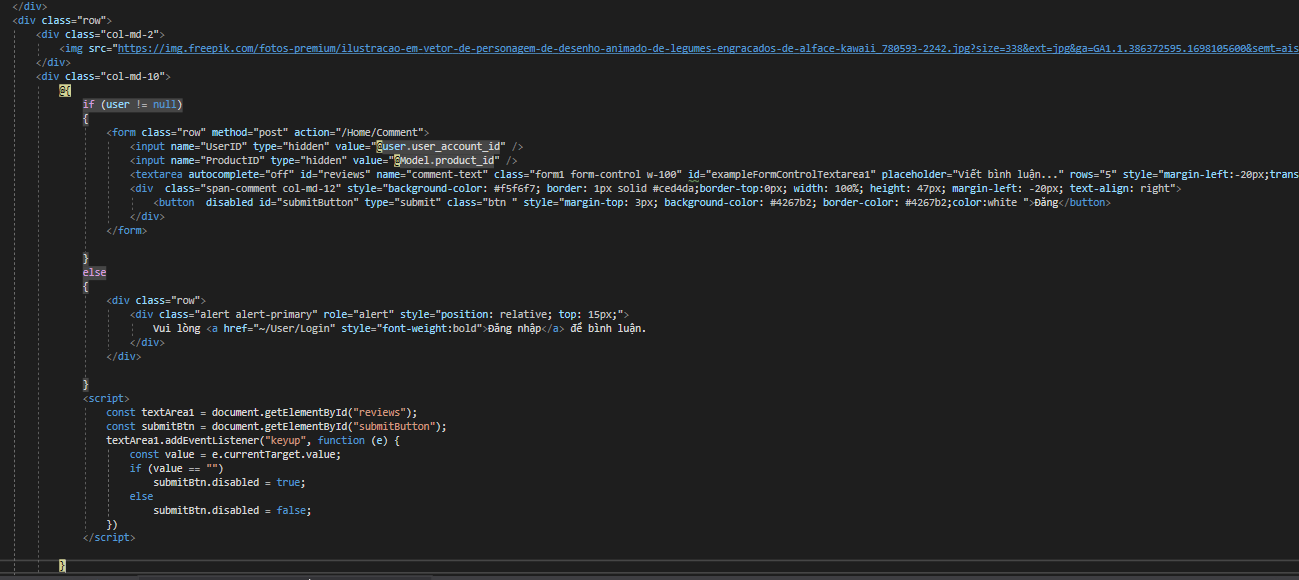 </div>
<div class="row">
<div class="col-md-2">
<img src="https://img.freepik.com/fotos-premium/ilustracao-em-vetor-de-personagem-de-desenho-animado-de-legumes-engracados-de-alface-kawaii_780593-2242.jpg?size=338&ext=jpg&ga=GA1.1.386372595.1698105600&semt=ais
</div>
<div class="col-md-10">
@{
if (user != null)
{
<form class="row" method="post" action="/Home/Comment">
<input name="UserID" type="hidden" value="@user.user_account_id" />
<input name="ProductID" type="hidden" value="@Model.product_id" />
<textarea autocomplete="off" id="reviews" name="comment-text" class="form1 form-control w-100" id="exampleFormControlTextarea1" placeholder="Viết bình luận..." rows="5" style="margin-left:-20px;trans
<div  class="span-comment col-md-12" style="background-color: #f5f6f7; border: 1px solid #ced4da;border-top:0px; width: 100%; height: 47px; margin-left: -20px; text-align: right">
<button  disabled id="submitButton" type="submit" class="btn " style="margin-top: 3px; background-color: #4267b2; border-color: #4267b2;color:white ">Đăng</button>
</div>
</form>
}
else
{
<div class="row">
<div class="alert alert-primary" role="alert" style="position: relative; top: 15px;">
Vui lòng <a href="~/User/Login" style="font-weight:bold">Đăng nhập</a> để bình luận.
</div>
</div>
}
<script>
const textArea1 = document.getElementById("reviews");
const submitBtn = document.getElementById("submitButton");
textArea1.addEventListener("keyup", function (e) {
const value = e.currentTarget.value;
if (value == "")
submitBtn.disabled = true;
else
submitBtn.disabled = false;
})
</script>
}